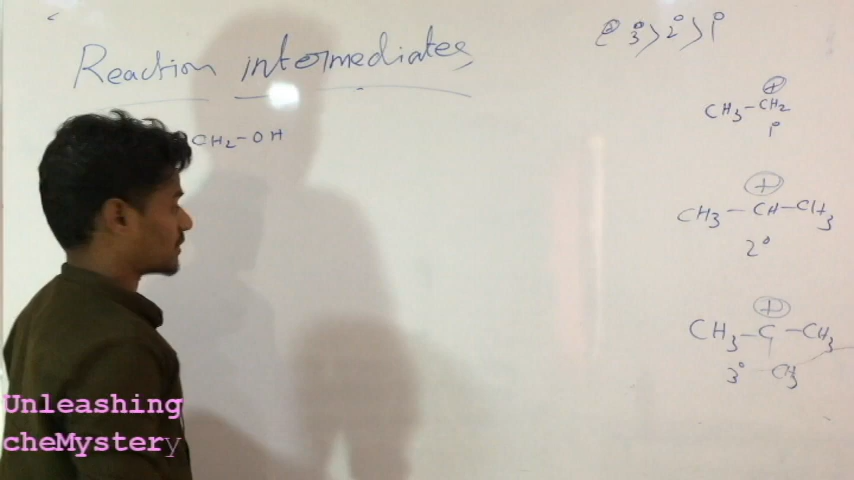 Reaction intermediates
3° > 2° > 1°
CH2-OH
⊕
CH3-CH2
1°
⊕
CH3-CH-CH3
2°
⊕
CH3-C-CH3
3° CH3
Unleashing
cheMystery